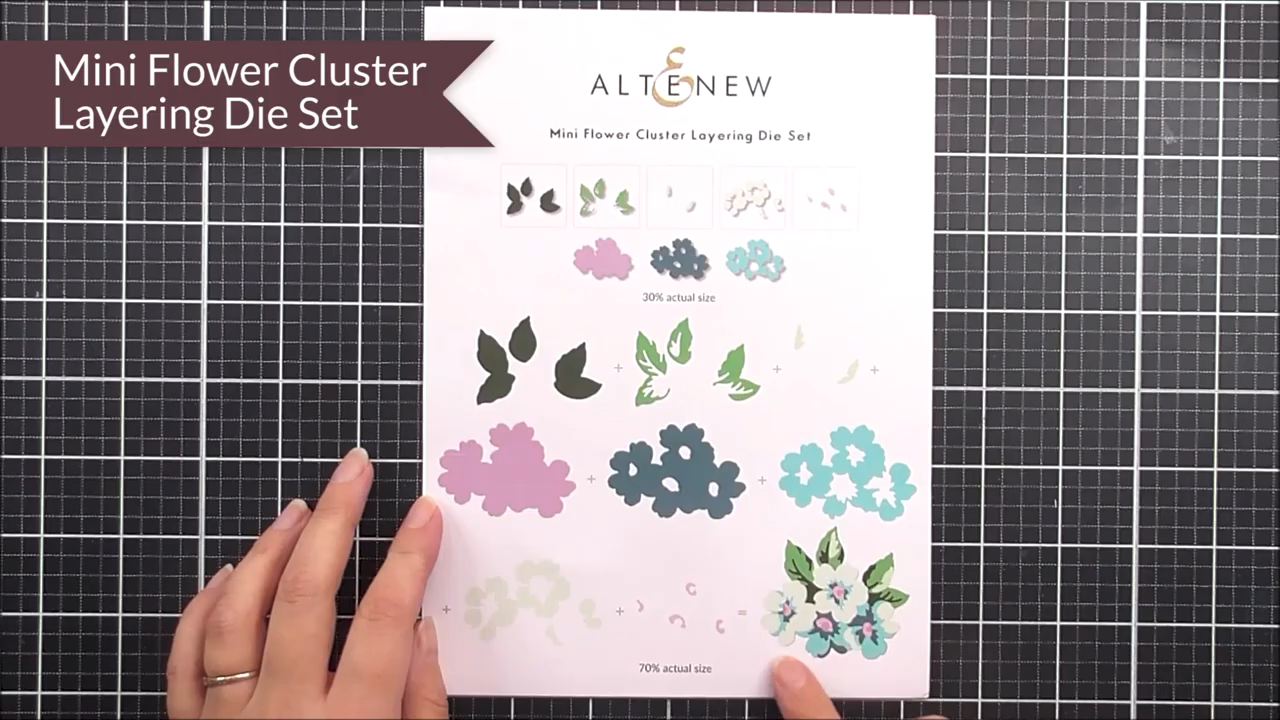 Mini Flower Cluster
Layering Die Set
ALTENEW
Mini Flower Cluster Layering Die Set
30% actual size
+ + +
+ +
+ + =
70% actual size